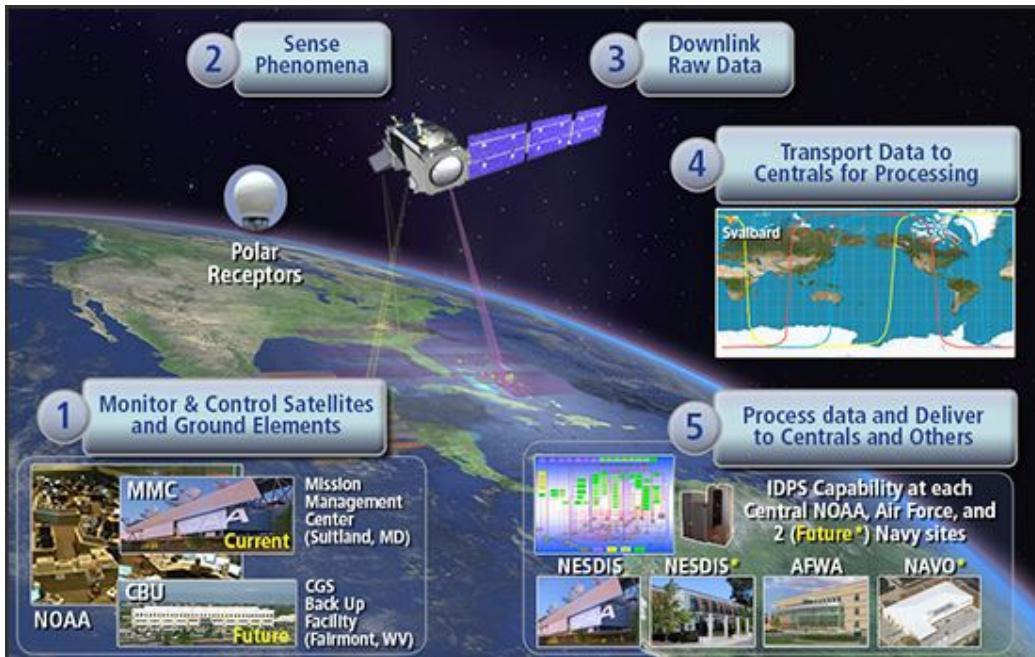 2
Sense
Phenomena
3
Downlink
Raw Data
4
Transport Data to
Centrals for Processing
Svalbard
Polar
Receptors
1
Monitor & Control Satellites
and Ground Elements
MMC
Current
Mission
Management
Center
(Suitland, MD)
NOAA
CBU
Future
CGS
Back Up
Facility
(Fairmont, WV)
5
Process data and Deliver
to Centrals and Others
IDPS Capability at each
Central NOAA, Air Force, and
2 (Future*) Navy sites
NESDIS
NESDIS*
AFWA
NAVO*